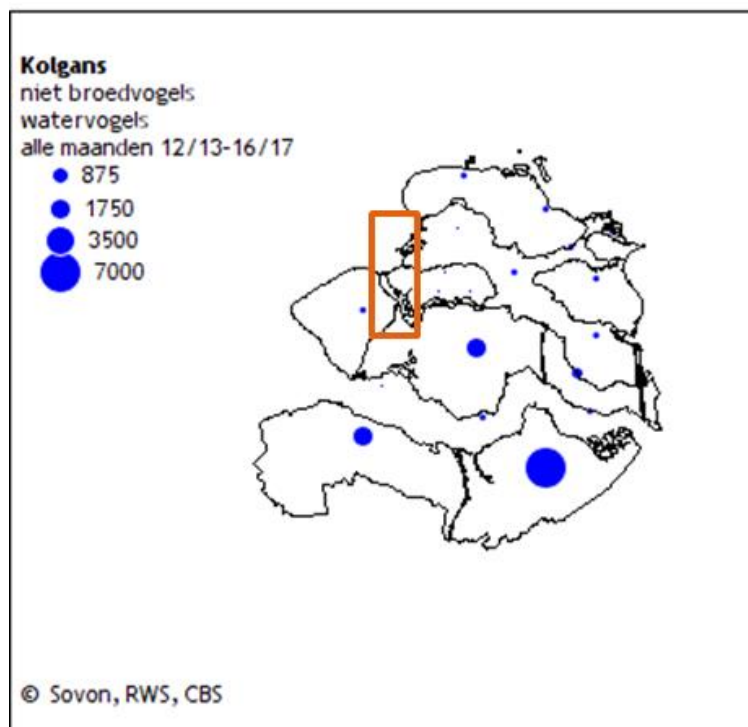 Kolgans
niet broedvogels
watervogels
alle maanden 12/13-16/17
875
1750
3500
7000
© Sovon, RWS, CBS